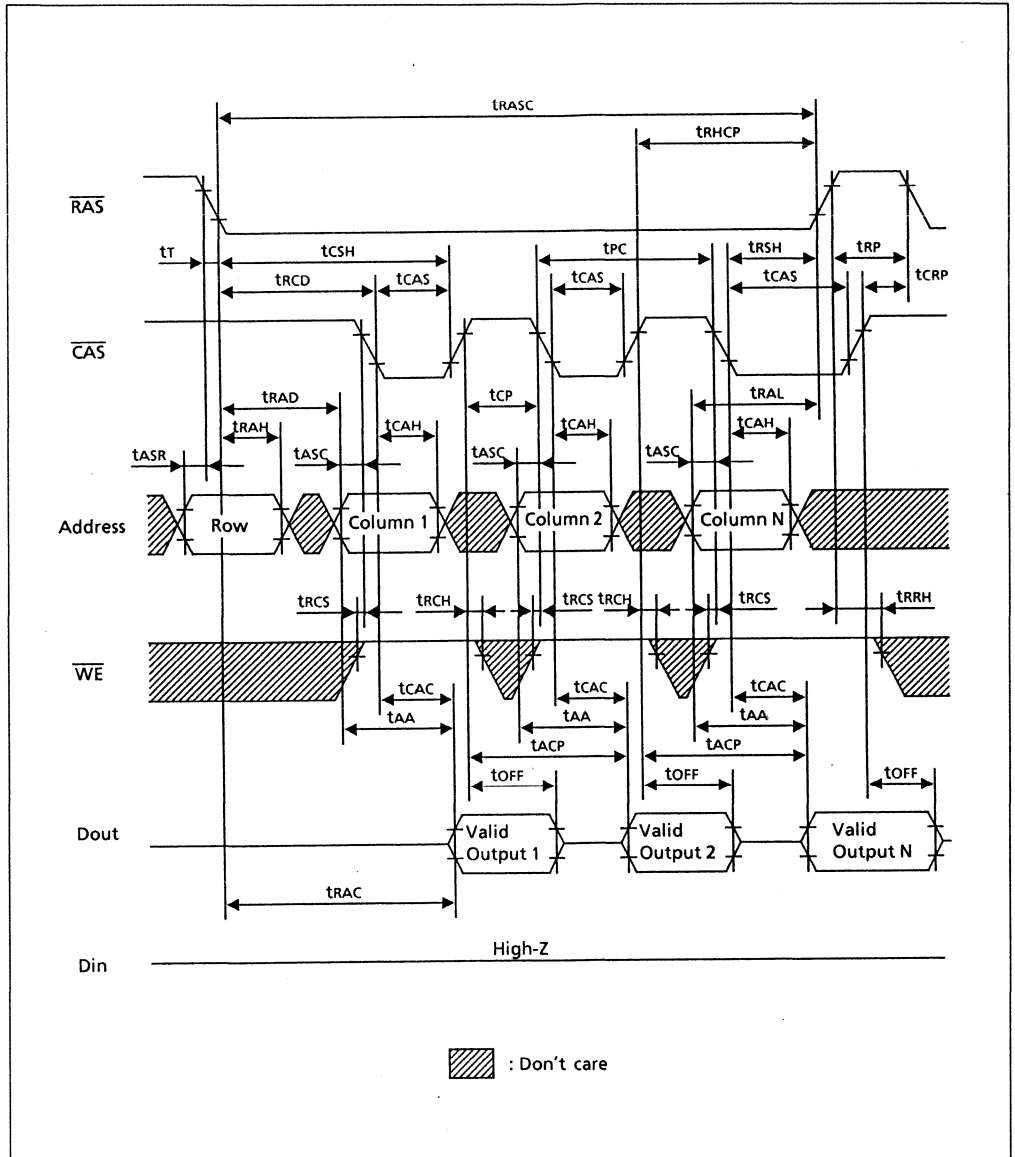 tRASC
tRHCP
RAS
tT
tCSH
tPC
tRSH
tRP
tRCD
tCAS
tCAS
tCAS
tCRP
CAS
tCP
tRAL
tRAD
tRAH
tCAH
tCAH
tCAH
tASR
tASC
tASC
tASC
Address
Row
Column 1
Column 2
Column N
tRCS
tRCH
tRCS
tRCH
tRCS
tRRH
WE
tCAC
tCAC
tCAC
tAA
tAA
tAA
tACP
tACP
tOFF
tOFF
tOFF
Dout
Valid
Output 1
Valid
Output 2
Valid
Output N
tRAC
High-Z
Din
: Don't care